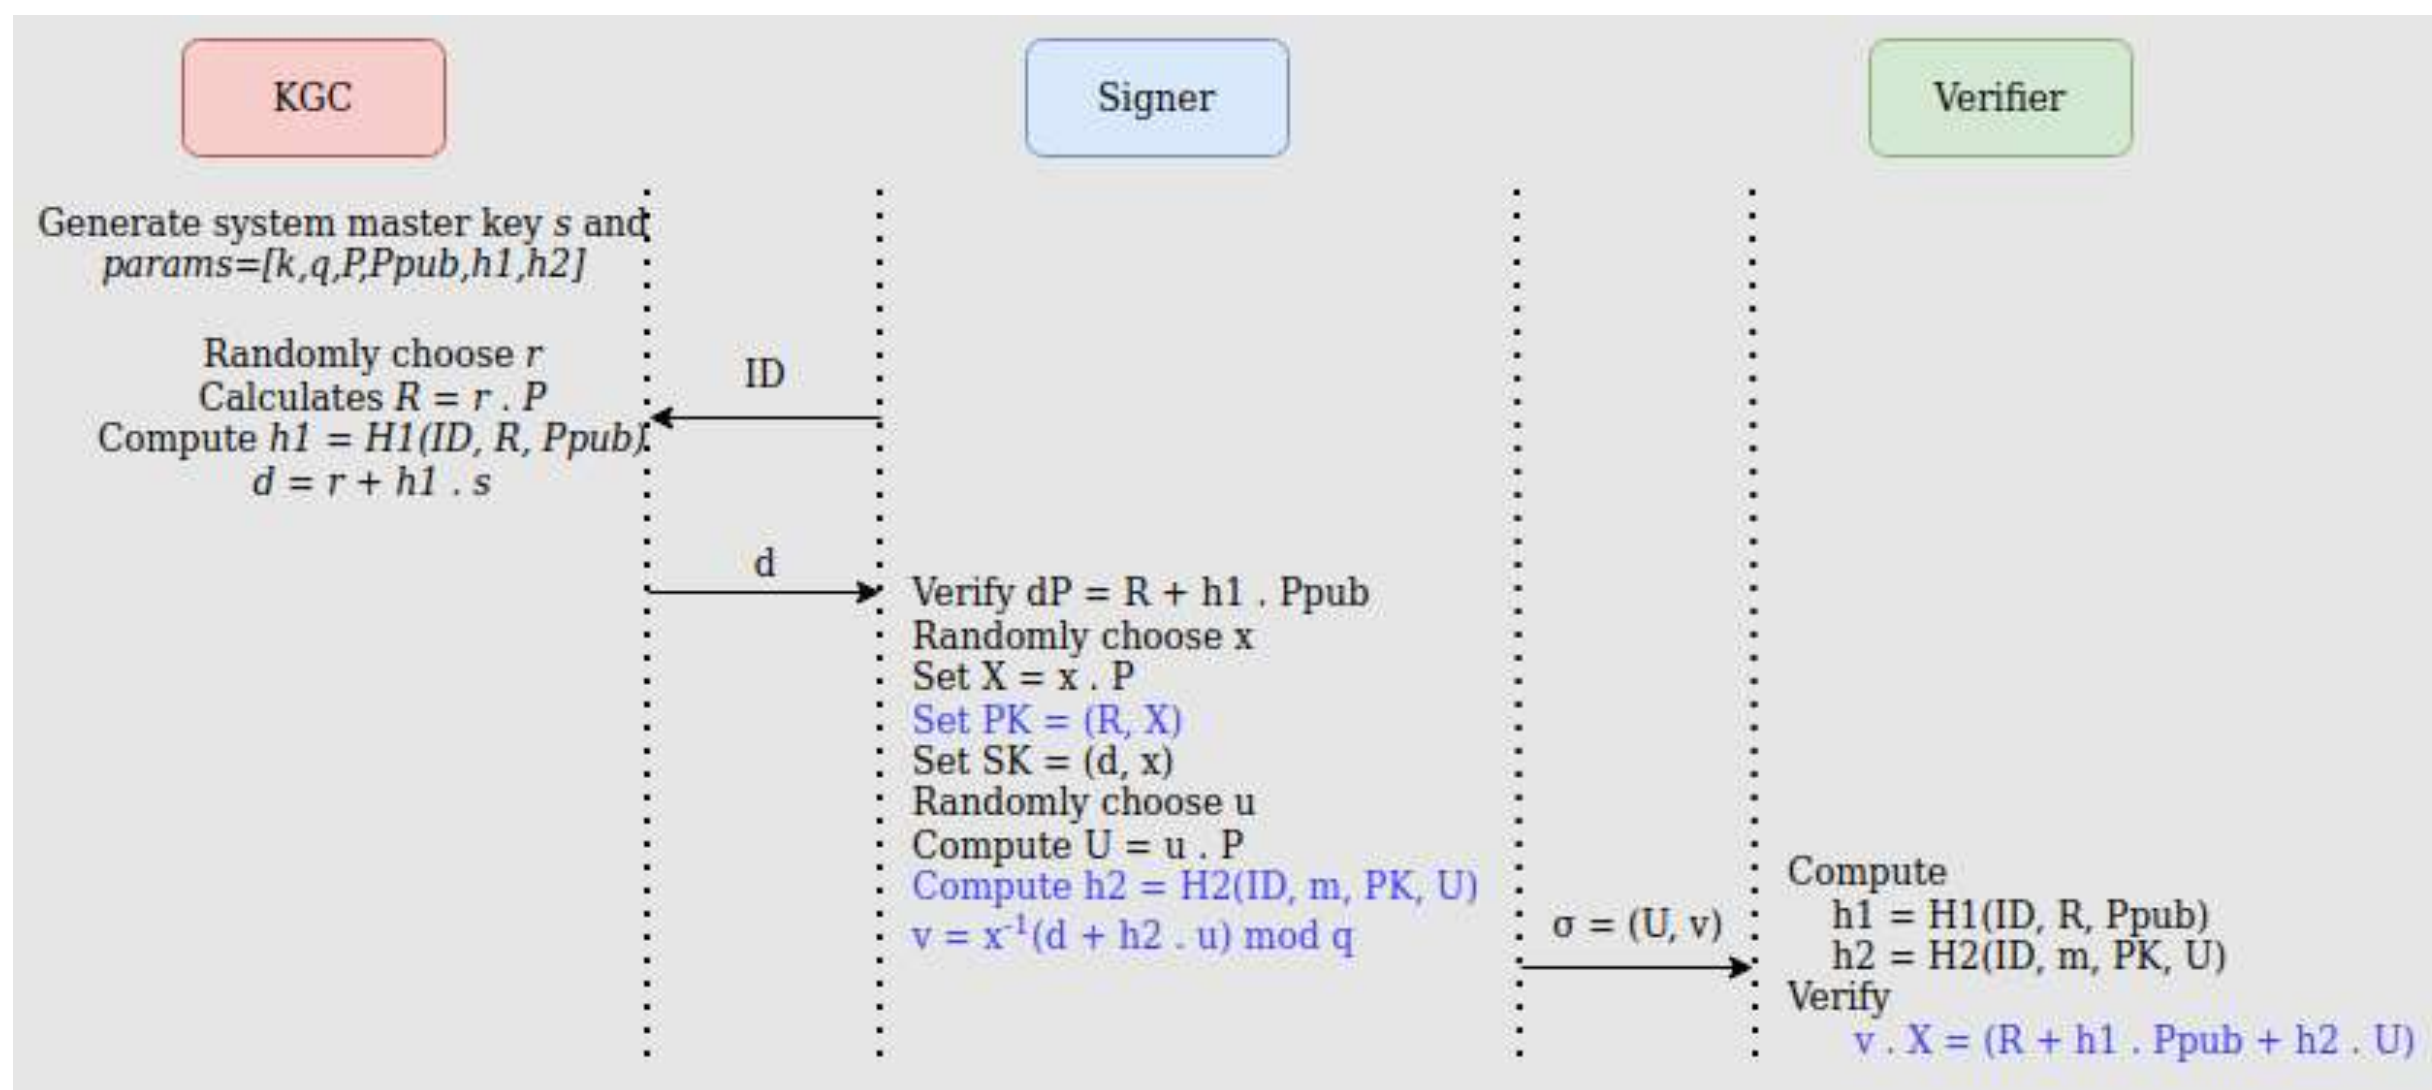 KGC
Signer
Verifier
Generate system master key s and
params=[k,q,P,Ppub,h1,h2]
Randomly choose r
Calculates R = r . P
Compute h1 = H1(ID, R, Ppub)
d = r + h1 . s
ID
d
Verify dP = R + h1 . Ppub
Randomly choose x
Set X = x . P
Set PK = (R, X)
Set SK = (d, x)
Randomly choose u
Compute U = u . P
Compute h2 = H2(ID, m, PK, U)
v = x⁻¹(d + h2 . u) mod q
σ = (U, v)
Compute
h1 = H1(ID, R, Ppub)
h2 = H2(ID, m, PK, U)
Verify
v . X = (R + h1 . Ppub + h2 . U)